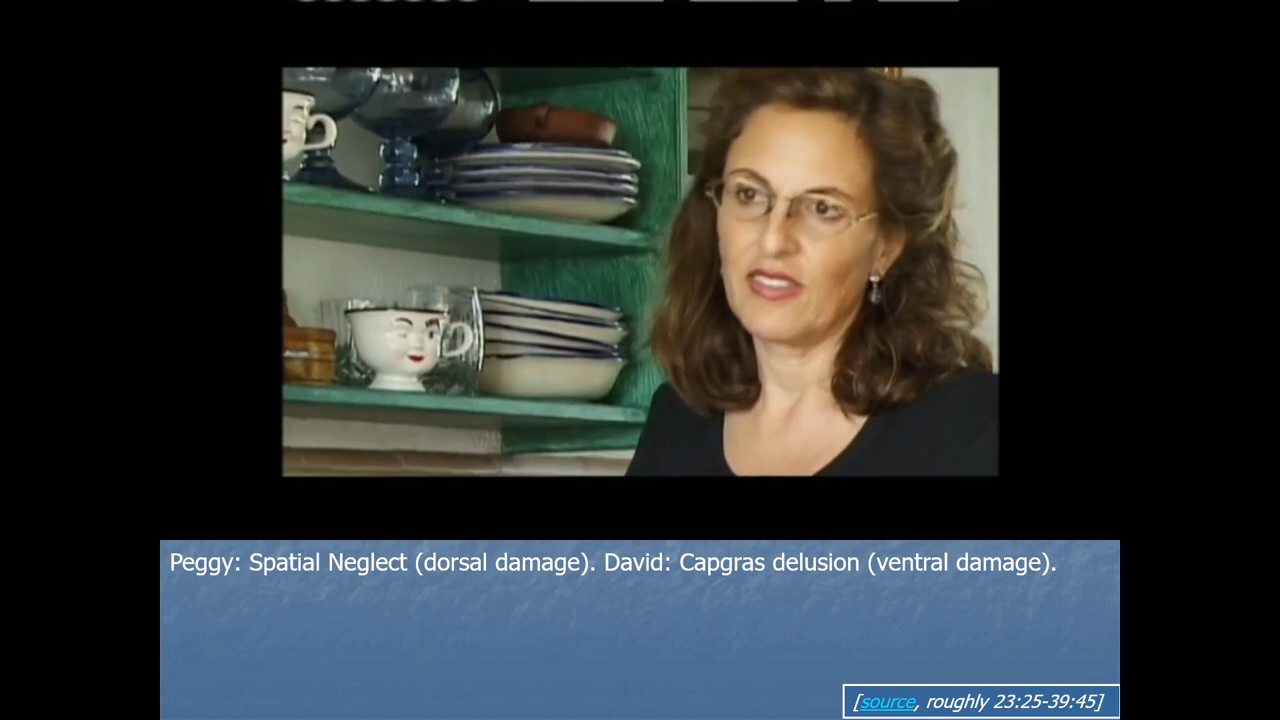 Peggy: Spatial Neglect (dorsal damage). David: Capgras delusion (ventral damage).
[source, roughly 23:25-39:45]